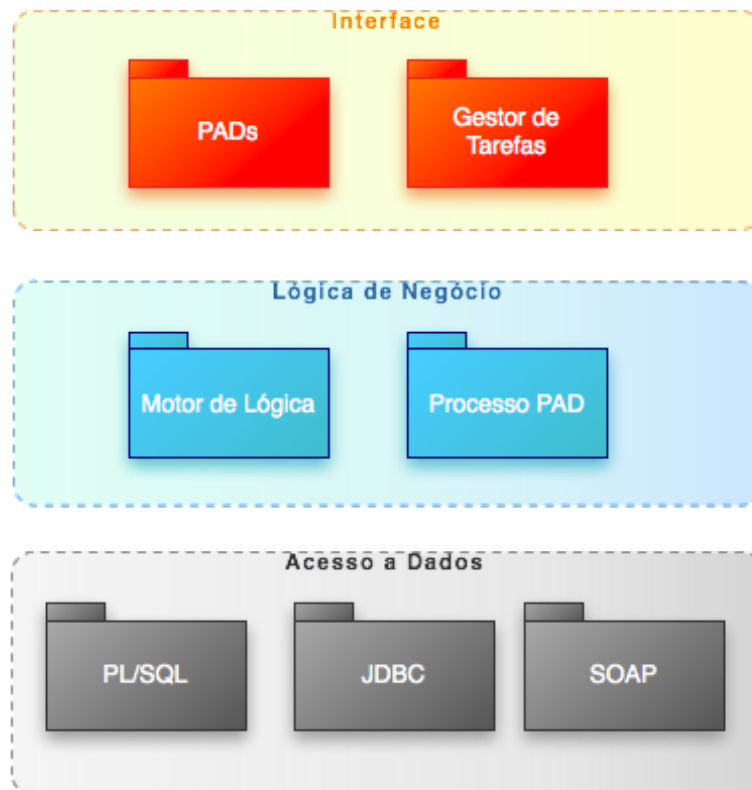 Interface
PADs
Gestor de
Tarefas
Lógica de Negócio
Motor de Lógica
Processo PAD
Acesso a Dados
PL/SQL
JDBC
SOAP